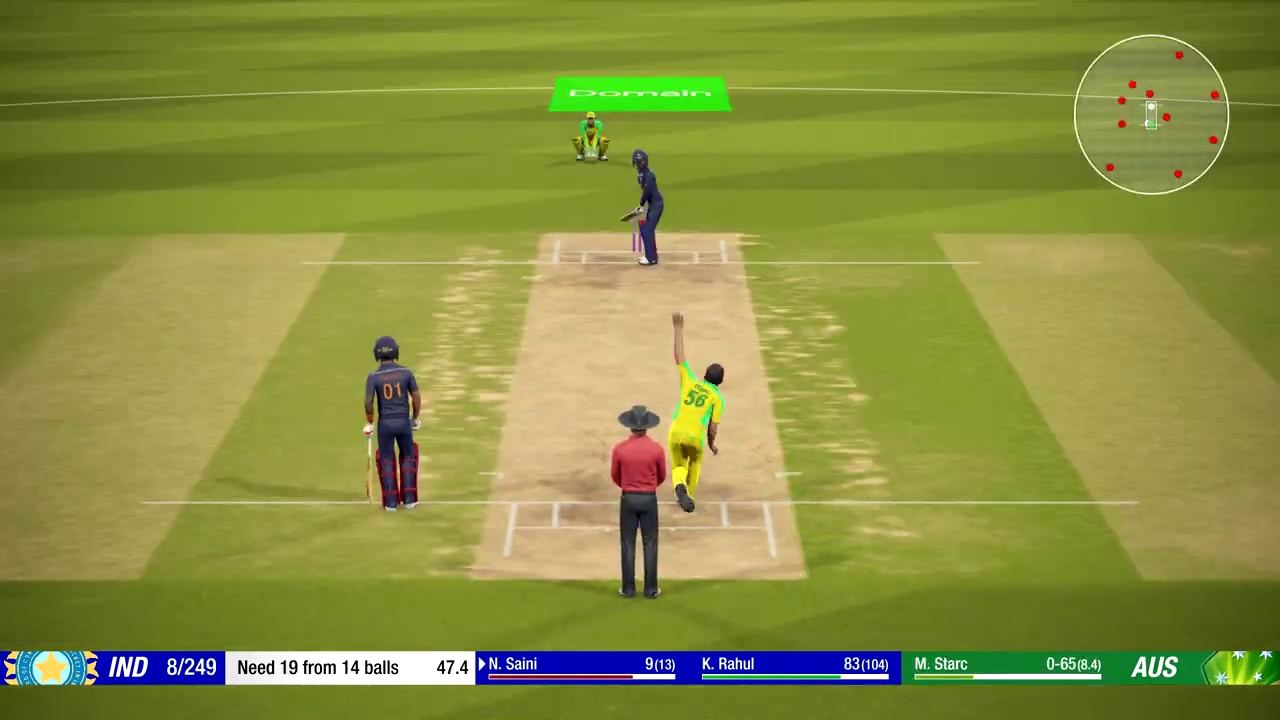 Domain
01
56
IND 8/249 Need 19 from 14 balls 47.4 N. Saini 9(13) K. Rahul 83(104) M. Starc 0-65(8.4) AUS